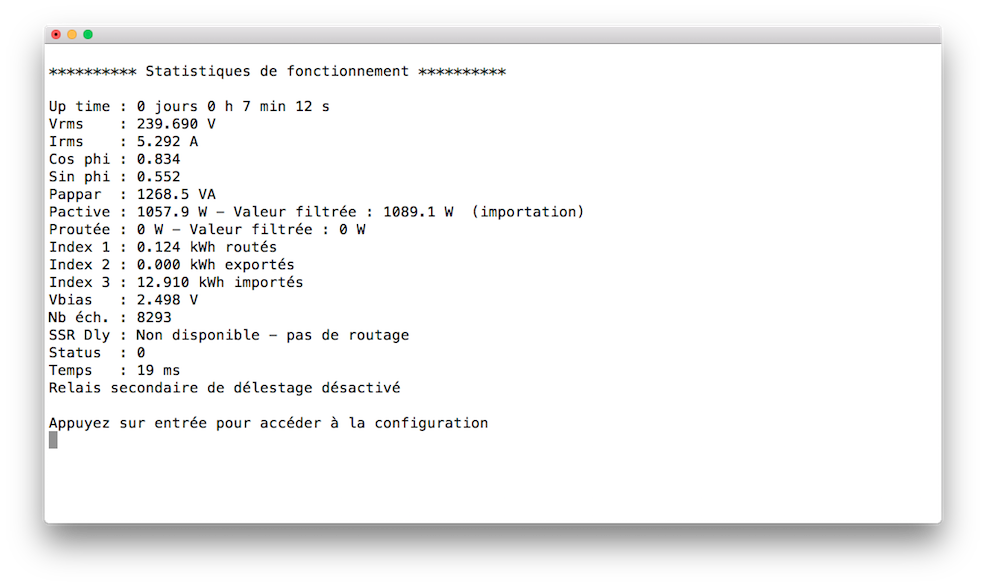 ********** Statistiques de fonctionnement **********
Up time : 0 jours 0 h 7 min 12 s
Vrms    : 239.690 V
Irms    : 5.292 A
Cos phi : 0.834
Sin phi : 0.552
Pappar  : 1268.5 VA
Pactive : 1057.9 W – Valeur filtrée : 1089.1 W  (importation)
Proutée : 0 W – Valeur filtrée : 0 W
Index 1 : 0.124 kWh routés
Index 2 : 0.000 kWh exportés
Index 3 : 12.910 kWh importés
Vbias   : 2.498 V
Nb éch. : 8293
SSR Dly : Non disponible – pas de routage
Status  : 0
Temps   : 19 ms
Relais secondaire de délestage désactivé
Appuyez sur entrée pour accéder à la configuration